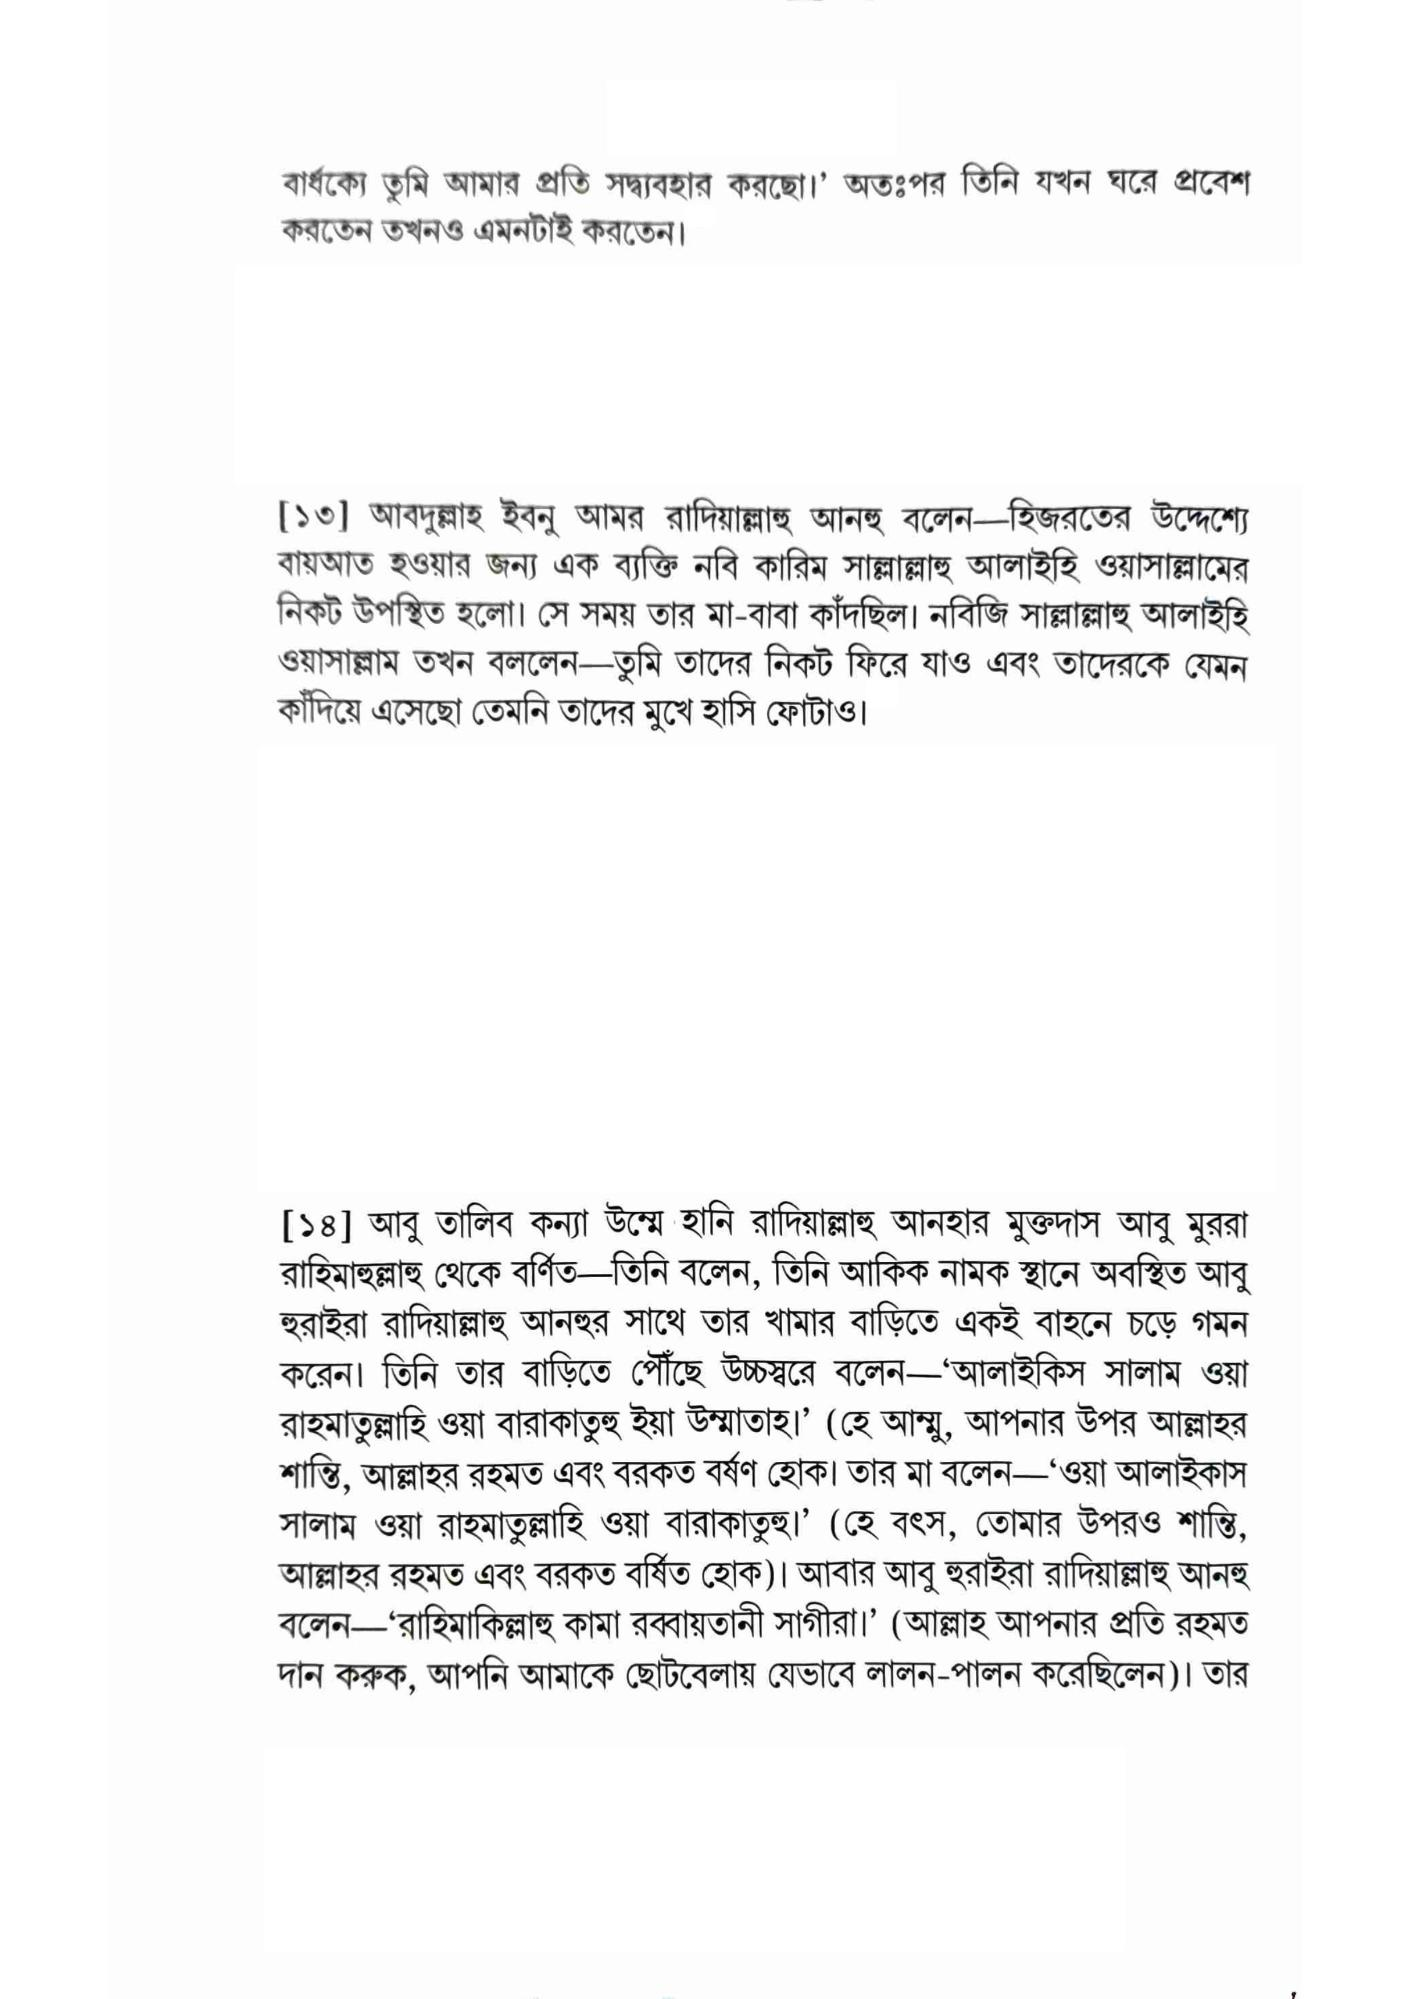 বার্ধক্যে তুমি আমার প্রতি সদ্ব্যবহার করছো।’ অতঃপর তিনি যখন ঘরে প্রবেশ
করতেন তখনও এমনটাই করতেন।
[১৩] আবদুল্লাহ ইবনু আমর রাদিয়াল্লাহু আনহু বলেন—হিজরতের উদ্দেশ্যে
বায়আত হওয়ার জন্য এক ব্যক্তি নবি কারিম সাল্লাল্লাহু আলাইহি ওয়াসাল্লামের
নিকট উপস্থিত হলো। সে সময় তার মা-বাবা কাঁদছিল। নবিজি সাল্লাল্লাহু আলাইহি
ওয়াসাল্লাম তখন বললেন—তুমি তাদের নিকট ফিরে যাও এবং তাদেরকে যেমন
কাঁদিয়ে এসেছো তেমনি তাদের মুখে হাসি ফোটাও।
[১৪] আবু তালিব কন্যা উম্মে হানি রাদিয়াল্লাহু আনহার মুক্তদাস আবু মুররা
রাহিমাহুল্লাহু থেকে বর্ণিত—তিনি বলেন, তিনি আকিক নামক স্থানে অবস্থিত আবু
হুরাইরা রাদিয়াল্লাহু আনহুর সাথে তার খামার বাড়িতে একই বাহনে চড়ে গমন
করেন। তিনি তার বাড়িতে পৌঁছে উচ্চস্বরে বলেন—‘আলাইকিস সালাম ওয়া
রাহমাতুল্লাহি ওয়া বারাকাতুহু ইয়া উম্মাতাহ।’ (হে আম্মু, আপনার উপর আল্লাহর
শান্তি, আল্লাহর রহমত এবং বরকত বর্ষণ হোক। তার মা বলেন—‘ওয়া আলাইকাস
সালাম ওয়া রাহমাতুল্লাহি ওয়া বারাকাতুহু।’ (হে বৎস, তোমার উপরও শান্তি,
আল্লাহর রহমত এবং বরকত বর্ষিত হোক)। আবার আবু হুরাইরা রাদিয়াল্লাহু আনহু
বলেন—‘রাহিমাকিল্লাহু কামা রব্বায়তানী সাগীরা।’ (আল্লাহ আপনার প্রতি রহমত
দান করুক, আপনি আমাকে ছোটবেলায় যেভাবে লালন-পালন করেছিলেন)। তার